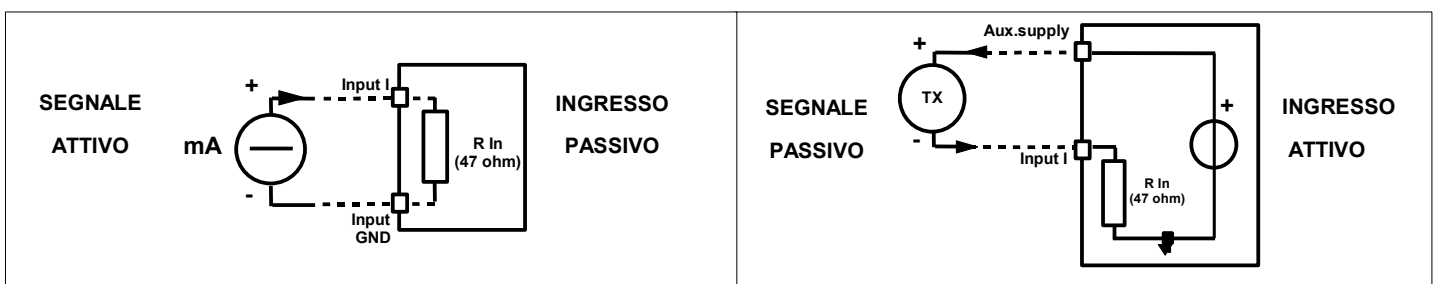 SEGNALE
ATTIVO
mA
+
-
Input I
Input
GND
R In
(47 ohm)
INGRESSO
PASSIVO
SEGNALE
PASSIVO
+
TX
-
Aux.supply
Input I
R In
(47 ohm)
+
INGRESSO
ATTIVO